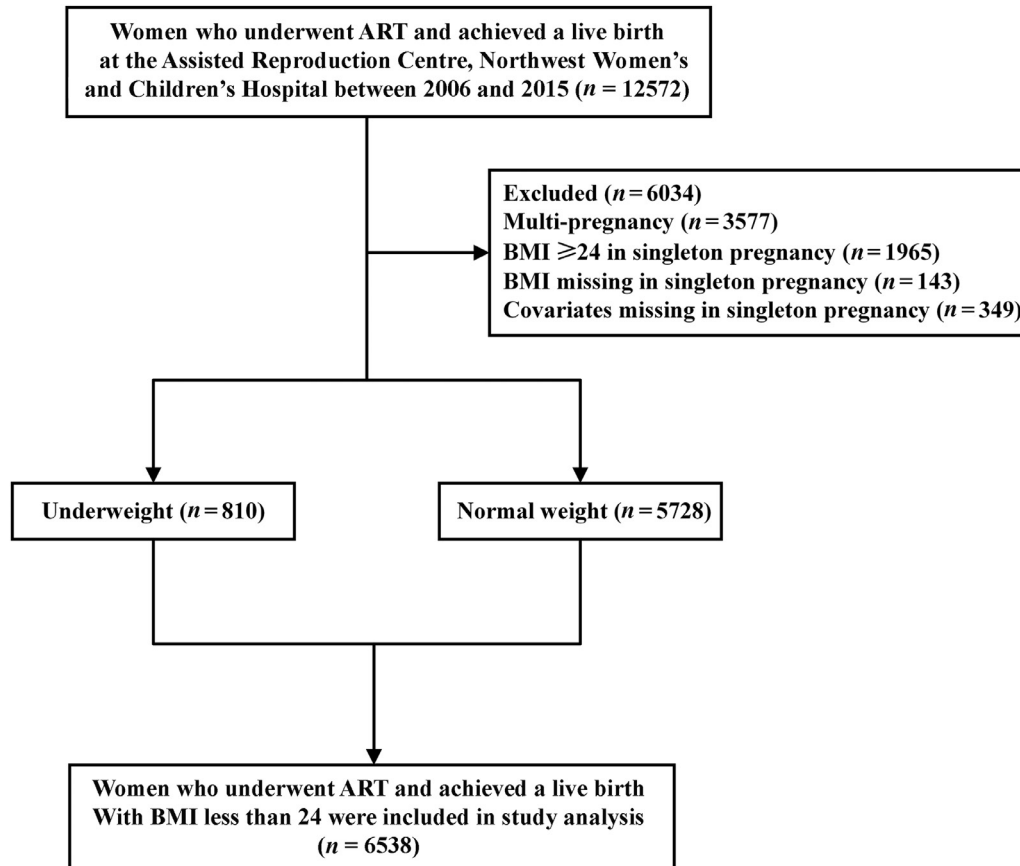 Women who underwent ART and achieved a live birth
at the Assisted Reproduction Centre, Northwest Women's
and Children's Hospital between 2006 and 2015 (n = 12572)
Excluded (n = 6034)
Multi-pregnancy (n = 3577)
BMI ⩾24 in singleton pregnancy (n = 1965)
BMI missing in singleton pregnancy (n = 143)
Covariates missing in singleton pregnancy (n = 349)
Underweight (n = 810)
Normal weight (n = 5728)
Women who underwent ART and achieved a live birth
With BMI less than 24 were included in study analysis
(n = 6538)